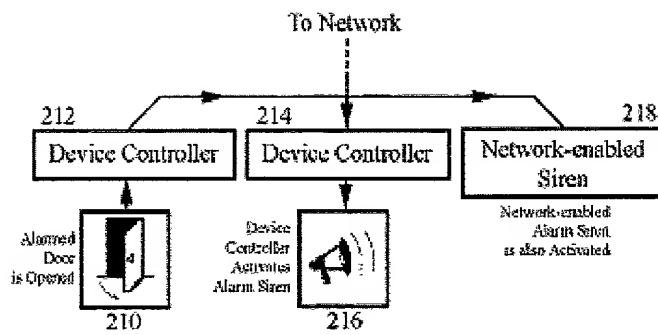 To Network
212
214
218
Device Controller
Device Controller
Network-enabled
Siren
Alarmed
Door
is Opened
Device
Controller
Activates
Alarm Siren
Network-enabled
Alarm Siren
is also Activated
210
216